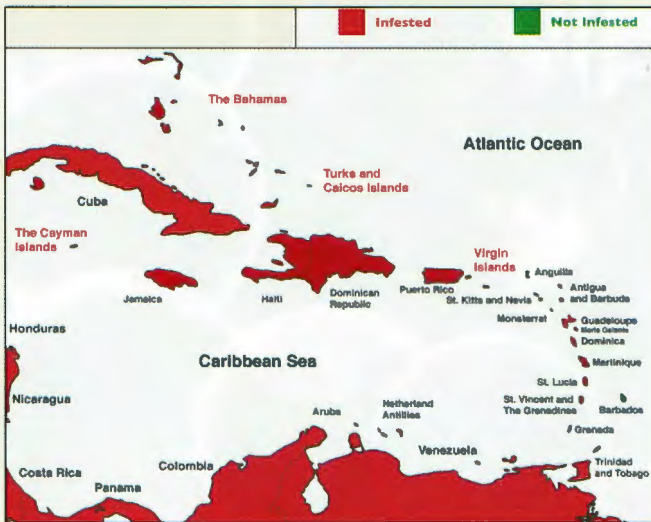 Infested
Not Infested
The Bahamas
Atlantic Ocean
Turks and
Caicos Islands
Cuba
The Cayman
Islands
Virgin
Islands
Anguilla
Jamaica
Haiti
Dominican
Republic
Puerto Rico
St. Kitts and Nevis
Antigua
and Barbuda
Monsterrat
Guadeloupe
Marie Galante
Dominica
Honduras
Caribbean Sea
Martinique
St. Lucia
Nicaragua
St. Vincent and
The Grenadines
Barbados
Aruba
Netherland
Antilties
Grenada
Venezuela
Trinidad
and Tobago
Costa Rica
Panama
Colombia